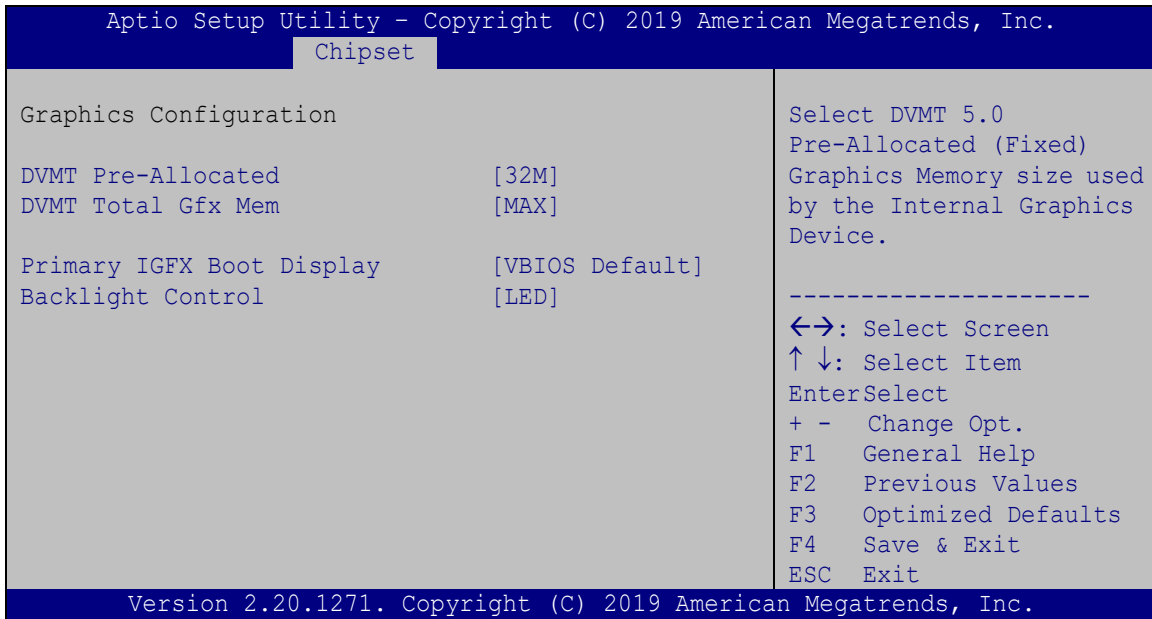 Aptio Setup Utility – Copyright (C) 2019 American Megatrends, Inc.
Chipset
Graphics Configuration
DVMT Pre-Allocated [32M]
DVMT Total Gfx Mem [MAX]
Primary IGFX Boot Display [VBIOS Default]
Backlight Control [LED]
Select DVMT 5.0
Pre-Allocated (Fixed)
Graphics Memory size used
by the Internal Graphics
Device.
---------------------
←→: Select Screen
↑ ↓: Select Item
EnterSelect
+ - Change Opt.
F1 General Help
F2 Previous Values
F3 Optimized Defaults
F4 Save & Exit
ESC Exit
Version 2.20.1271. Copyright (C) 2019 American Megatrends, Inc.